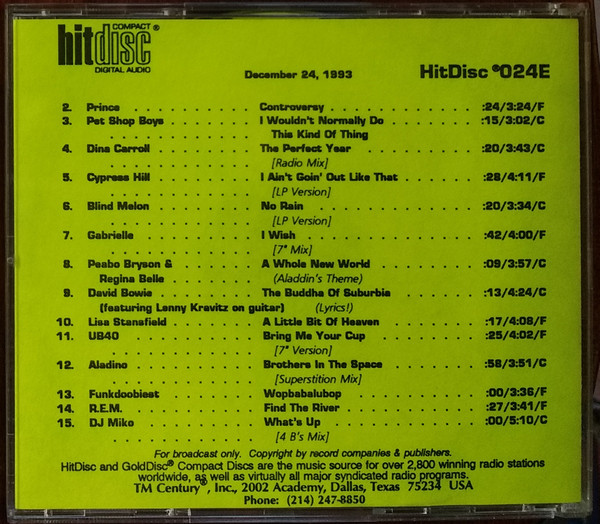 COMPACT
hitdisc®
DIGITAL AUDIO
December 24, 1993 HitDisc ®024E
2. Prince . . . . . . . . . . Controversy . . . . . . . . . . :24/3:24/F
3. Pet Shop Boys . . . . . . . I Wouldn't Normally Do . . . . . . :15/3:02/C
. . . . . . . . . . This Kind Of Thing
4. Dina Carroll . . . . . . . . The Perfect Year . . . . . . . . :20/3:43/C
. . . . . . . . . . [Radio Mix]
5. Cypress Hill . . . . . . . . I Ain't Goin' Out Like That . . . . . :28/4:11/F
. . . . . . . . . . [LP Version]
6. Blind Melon . . . . . . . . No Rain . . . . . . . . . . . :20/3:34/C
. . . . . . . . . . [LP Version]
7. Gabrielle . . . . . . . . . I Wish . . . . . . . . . . . . :42/4:00/F
. . . . . . . . . . [7" Mix]
8. Peabo Bryson & . . . . . . . A Whole New World . . . . . . . :09/3:57/C
Regina Belle . . . . . . . . (Aladdin's Theme)
9. David Bowie . . . . . . . . The Buddha Of Suburbia . . . . . . :13/4:24/C
(featuring Lenny Kravitz on guitar) (Lyrics!)
10. Lisa Stansfield . . . . . . . A Little Bit Of Heaven . . . . . . :17/4:08/F
11. UB40 . . . . . . . . . . Bring Me Your Cup . . . . . . . :25/4:02/F
. . . . . . . . . . [7" Version]
12. Aladino . . . . . . . . . Brothers In The Space . . . . . . :58/3:51/C
. . . . . . . . . . [Superstition Mix]
13. Funkdoobiest . . . . . . . Wopbabalubop . . . . . . . . :00/3:36/F
14. R.E.M. . . . . . . . . . . Find The River . . . . . . . . . :27/3:41/F
15. DJ Miko . . . . . . . . . What's Up . . . . . . . . . . :00/5:10/C
. . . . . . . . . . [4 B's Mix]
For broadcast only. Copyright by record companies & publishers.
HitDisc and GoldDisc® Compact Discs are the music source for over 2,800 winning radio stations
worldwide, as well as virtually all major syndicated radio programs.
TM Century®, Inc., 2002 Academy, Dallas, Texas 75234 USA
Phone: (214) 247-8850